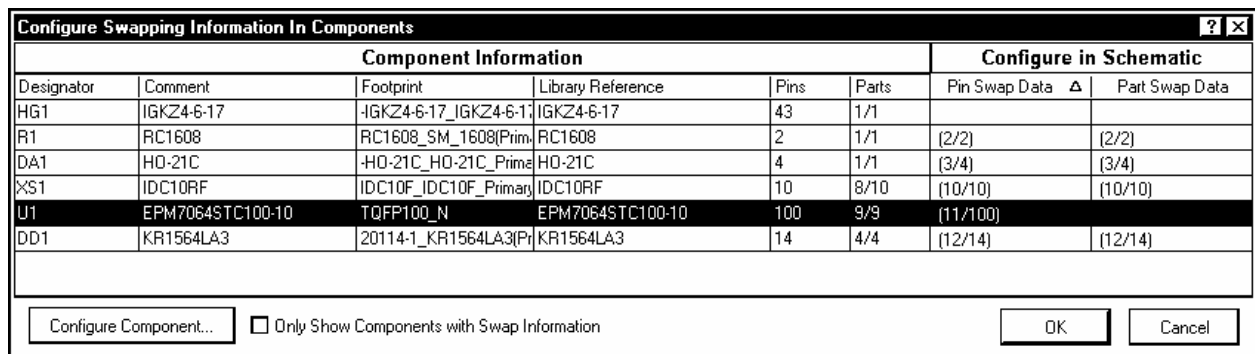 Configure Swapping Information In Components
Component Information Configure in Schematic
Designator Comment Footprint Library Reference Pins Parts Pin Swap Data Part Swap Data
HG1 IGKZ4-6-17 -IGKZ4-6-17_IGKZ4-6-17 IGKZ4-6-17 43 1/1
R1 RC1608 RC1608_SM_1608(Prim. RC1608 2 1/1 (2/2) (2/2)
DA1 HO-21C -HO-21C_HO-21C_Prima HO-21C 4 1/1 (3/4) (3/4)
XS1 IDC10RF IDC10F_IDC10F_Primary IDC10RF 10 8/10 (10/10) (10/10)
U1 EPM7064STC100-10 TQFP100_N EPM7064STC100-10 100 9/9 (11/100)
DD1 KR1564LA3 20114-1_KR1564LA3(Pr KR1564LA3 14 4/4 (12/14) (12/14)
Configure Component... Only Show Components with Swap Information OK Cancel